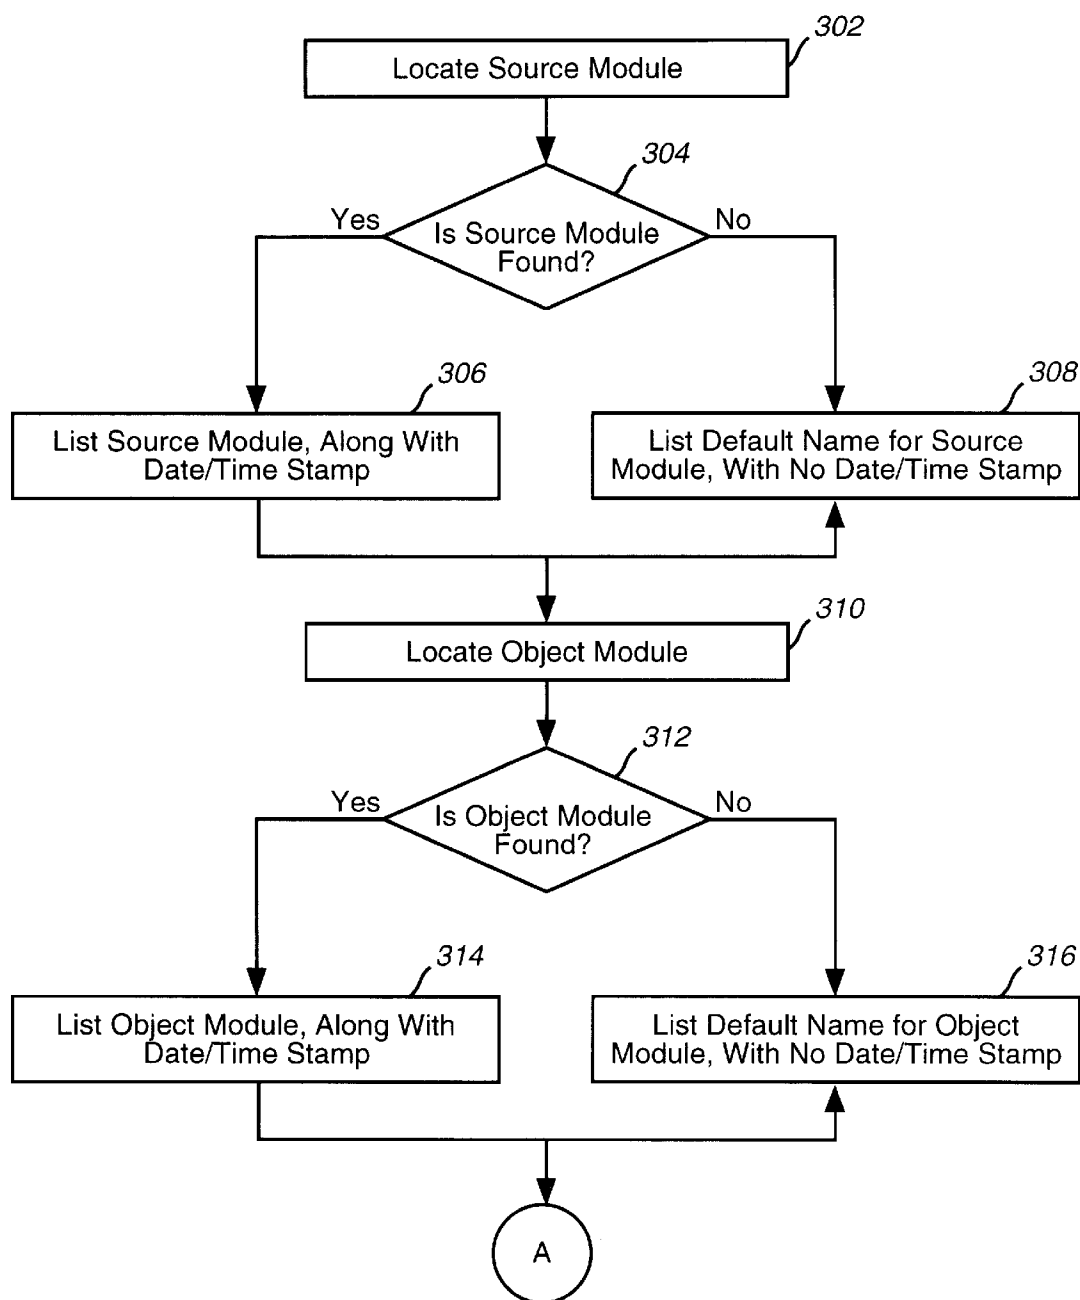 302
Locate Source Module
304
Yes
No
Is Source Module
Found?
306
308
List Source Module, Along With
Date/Time Stamp
List Default Name for Source
Module, With No Date/Time Stamp
310
Locate Object Module
312
Yes
No
Is Object Module
Found?
314
316
List Object Module, Along With
Date/Time Stamp
List Default Name for Object
Module, With No Date/Time Stamp
A